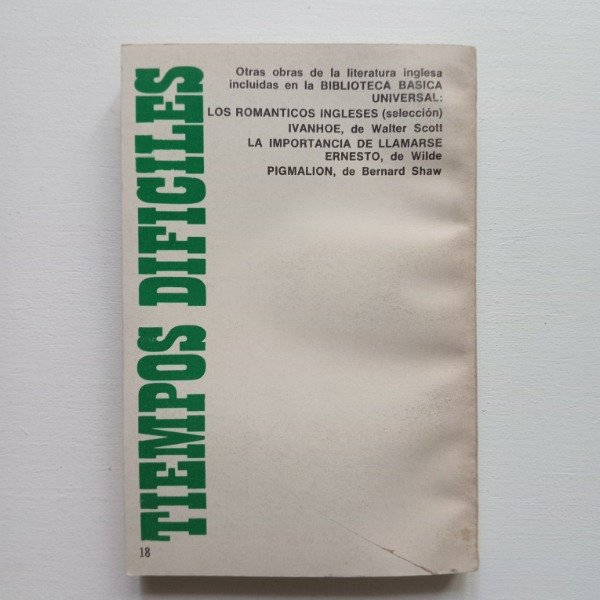 TIEMPOS DIFICILES
Otras obras de la literatura inglesa
incluidas en la BIBLIOTECA BASICA
UNIVERSAL:
LOS ROMANTICOS INGLESES (selección)
IVANHOE, de Walter Scott
LA IMPORTANCIA DE LLAMARSE
ERNESTO, de Wilde
PIGMALION, de Bernard Shaw
18